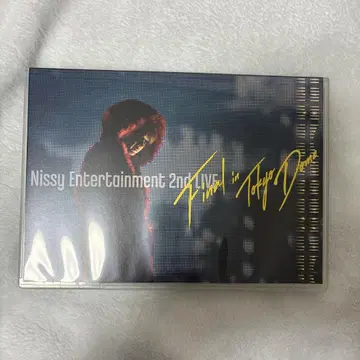 Nissy Entertainment 2nd LIVE
Final in Tokyo Dome